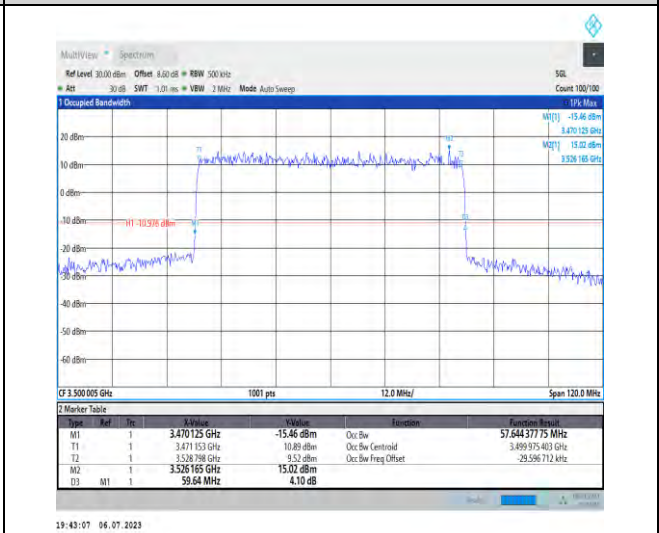 MultiView Spectrum
Ref Level 30.00 dBm Offset 8.60 dB RBW 500 kHz SGL
Att 30 dB SWT 1.01 ms VBW 2 MHz Mode Auto Sweep Count 100/100
1 Occupied Bandwidth 1Pk Max
M1[1] -15.46 dBm
3.470 125 GHz
M2[1] 15.02 dBm
3.526 165 GHz
20 dBm
M2
T1
10 dBm
0 dBm
-10 dBm
H1 -10.976 dBm
M1
D3
-20 dBm
-30 dBm
-40 dBm
-50 dBm
-60 dBm
CF 3.500 005 GHz 1001 pts 12.0 MHz/ Span 120.0 MHz
2 Marker Table
Type Ref Trc X-Value Y-Value Function Function Result
M1 1 3.470 125 GHz -15.46 dBm Occ Bw 57.644 377 75 MHz
T1 1 3.471 153 GHz 10.89 dBm Occ Bw Centroid 3.499 975 403 GHz
T2 1 3.528 798 GHz 9.52 dBm Occ Bw Freq Offset -29.596 712 kHz
M2 1 3.526 165 GHz 15.02 dBm
D3 M1 1 59.64 MHz 4.10 dB
19:43:07 06.07.2023